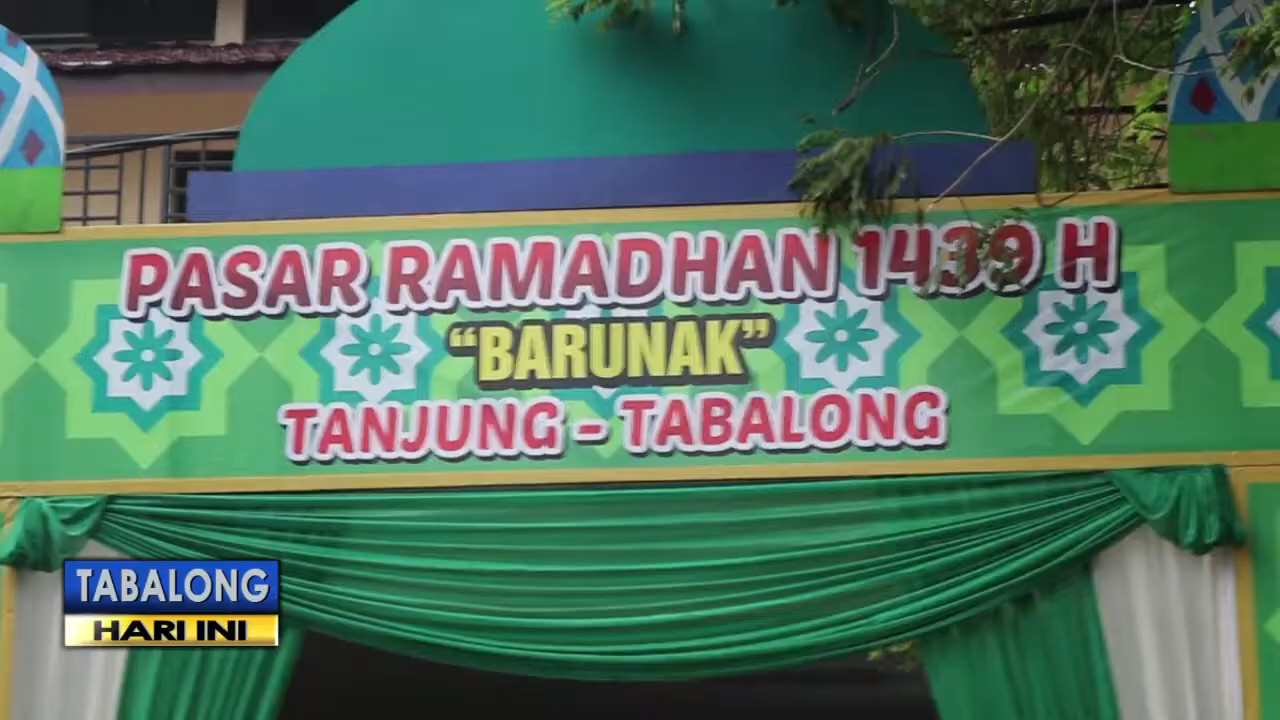 PASAR RAMADHAN 1439 H
"BARUNAK"
TANJUNG - TABALONG
TABALONG
HARI INI